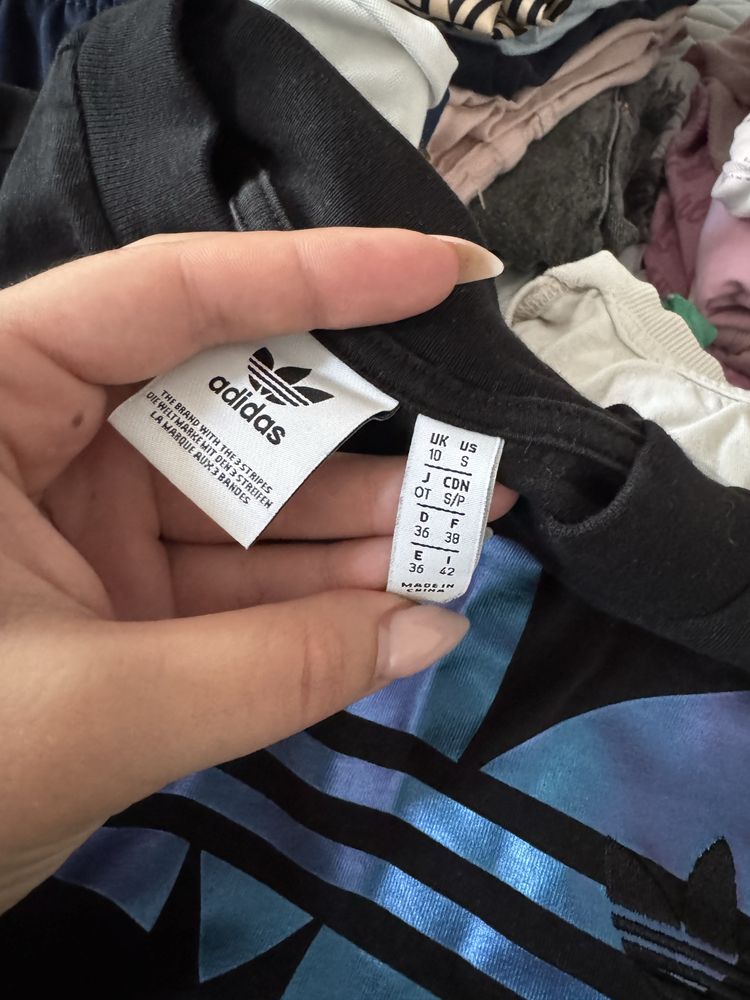 adidas
THE BRAND WITH THE 3 STRIPES
DIE WELTMARKE MIT DEN 3 STREIFEN
LA MARQUE AUX 3 BANDES
UK US
10 S
J CDN
OT S/P
D F
36 38
E I
36 42
MADE IN
CHINA